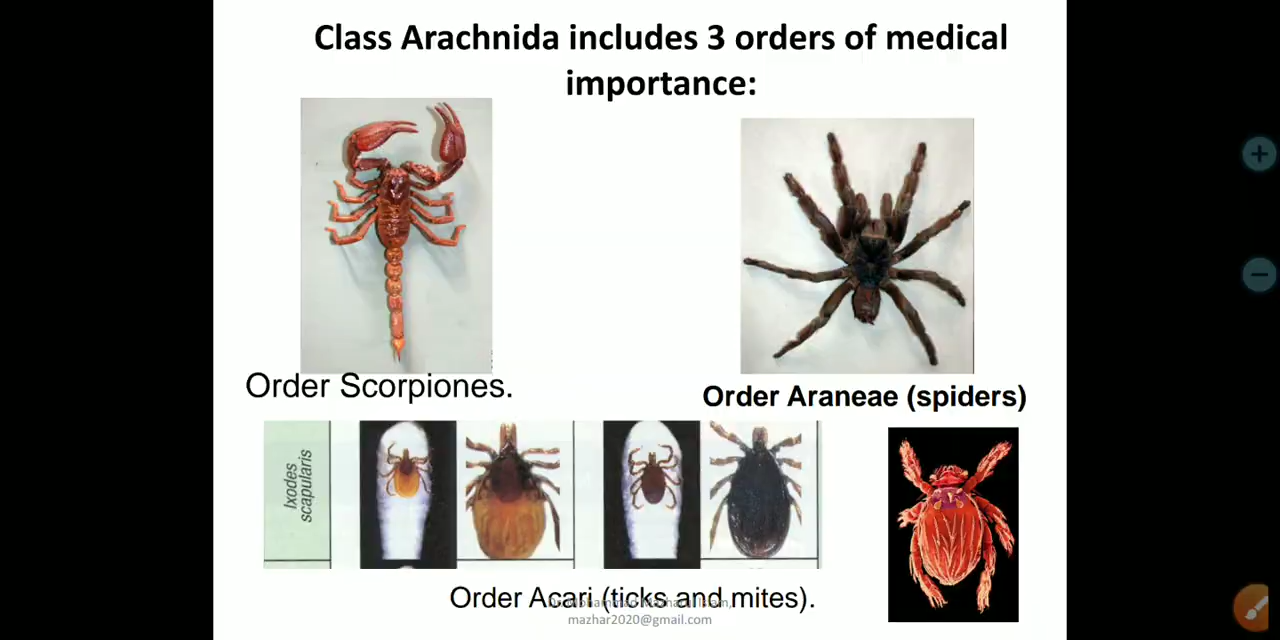 Class Arachnida includes 3 orders of medical
importance:
Order Scorpiones.
Order Araneae (spiders)
Ixodes
scapularis
Order Acari (ticks and mites).
mazhar2020@gmail.com